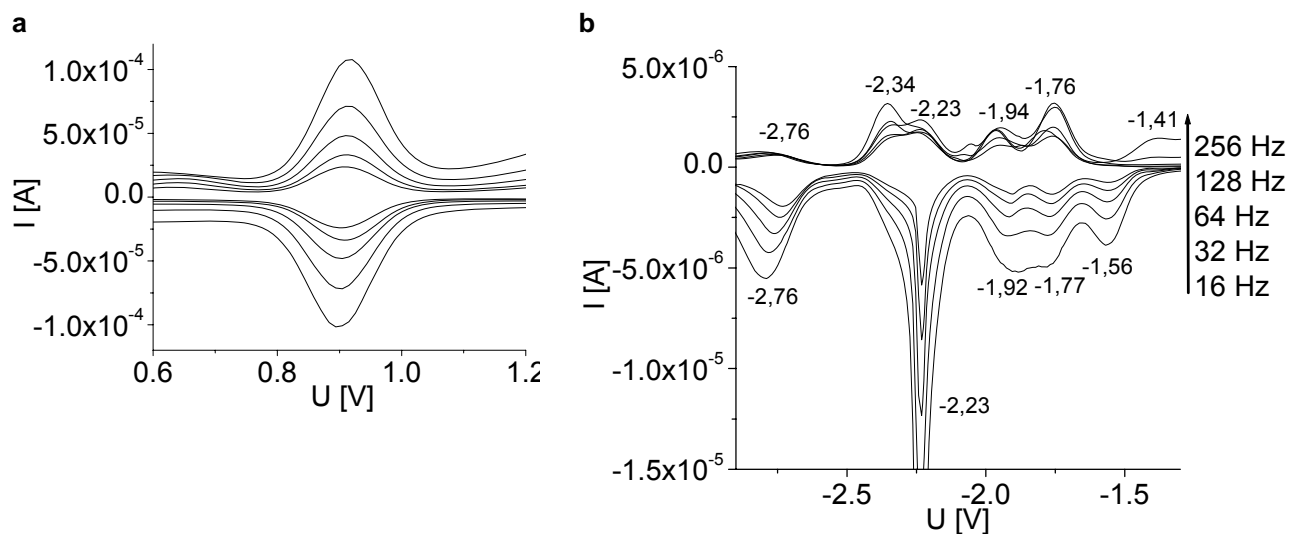 a
1.0x10⁻⁴
5.0x10⁻⁵
0.0
-5.0x10⁻⁵
-1.0x10⁻⁴
I [A]
0.6 0.8 1.0 1.2
U [V]
b
5.0x10⁻⁶
0.0
-5.0x10⁻⁶
-1.0x10⁻⁵
-1.5x10⁻⁵
I [A]
-2,76
-2,34
-2,23
-1,94
-1,76
-1,41
-2,76
-2,23
-1,92
-1,77
-1,56
256 Hz
128 Hz
64 Hz
32 Hz
16 Hz
-2.5 -2.0 -1.5
U [V]